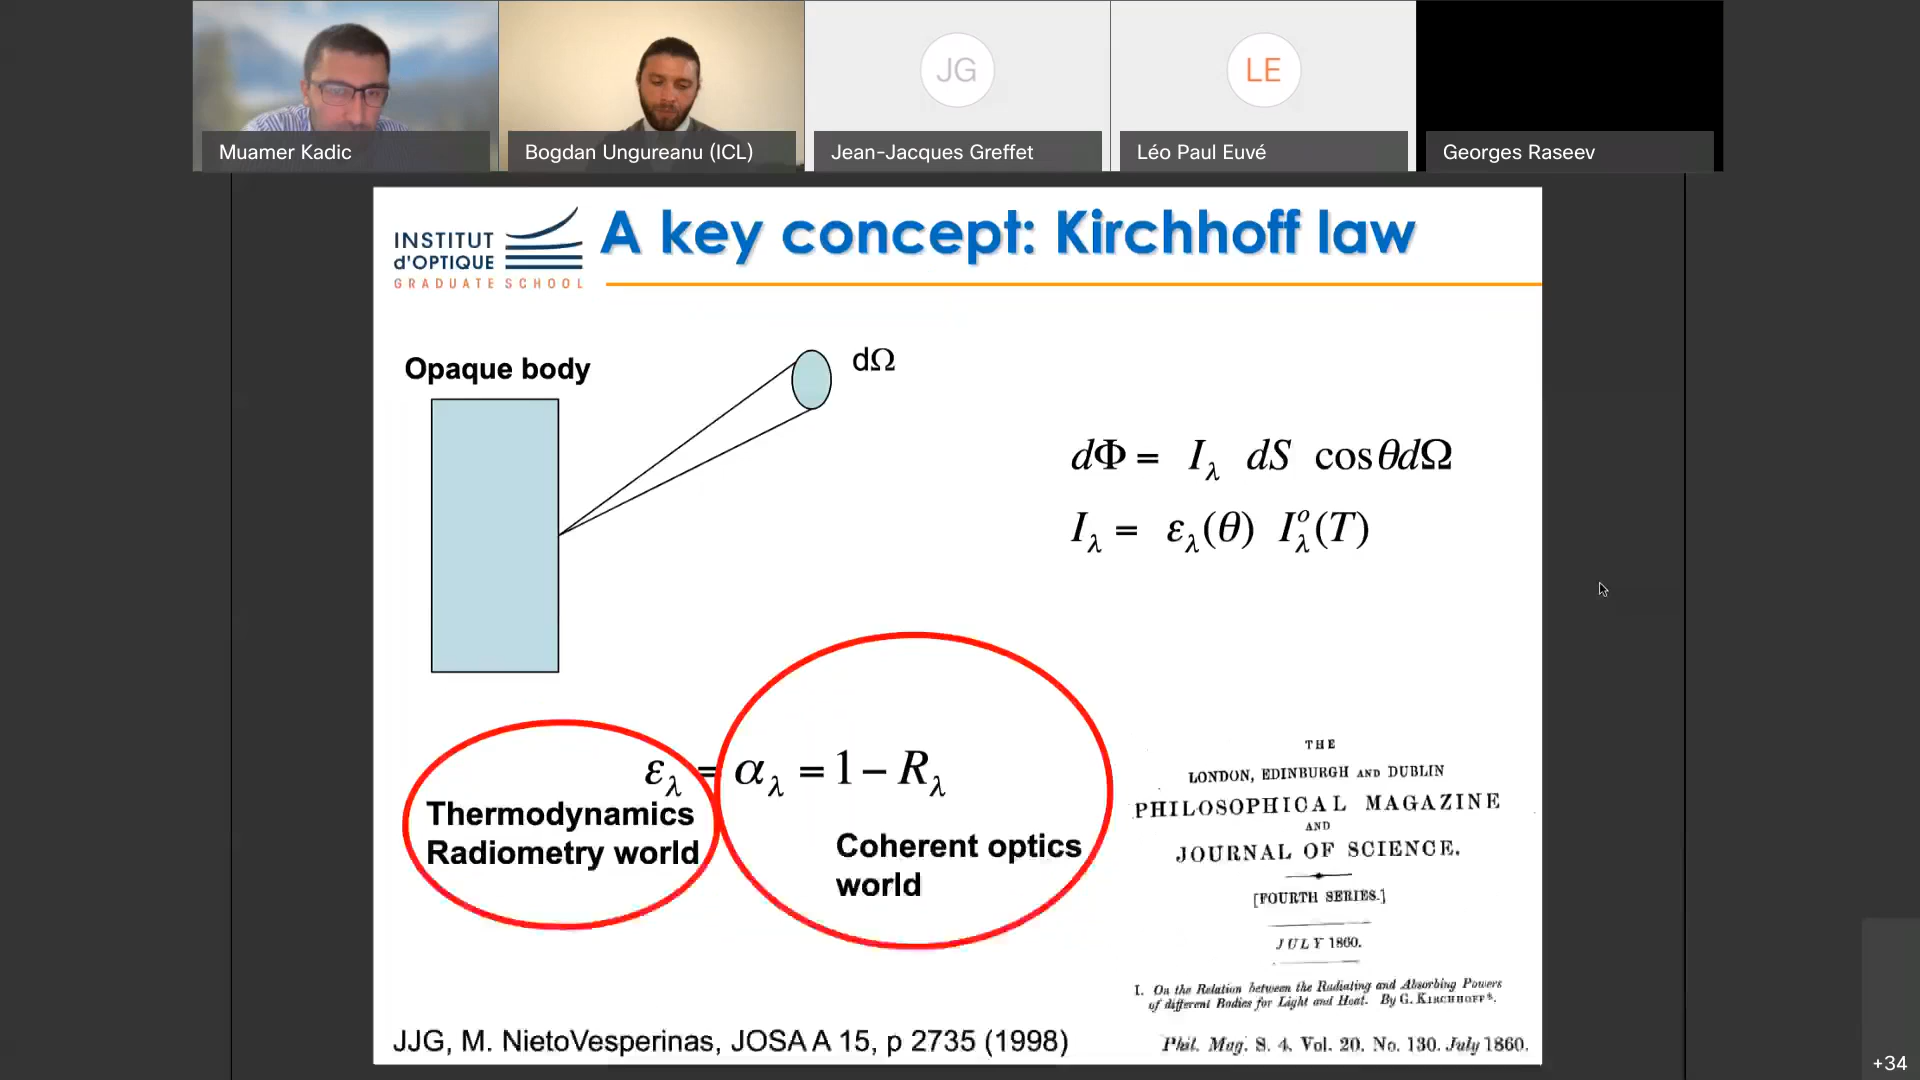 Muamer Kadic
Bogdan Ungureanu (ICL)
JG
Jean-Jacques Greffet
LE
Léo Paul Euvé
Georges Raseev
INSTITUT
d'OPTIQUE
GRADUATE SCHOOL
A key concept: Kirchhoff law
Opaque body
dΩ
dΦ = I_λ dS cosθdΩ
I_λ = ε_λ(θ) I_λ^o(T)
ε_λ = α_λ = 1 − R_λ
Thermodynamics
Radiometry world
Coherent optics
world
THE
LONDON, EDINBURGH AND DUBLIN
PHILOSOPHICAL MAGAZINE
AND
JOURNAL OF SCIENCE.
[FOURTH SERIES.]
JULY 1860.
I. On the Relation between the Radiating and Absorbing Powers
of different Bodies for Light and Heat. By G. KIRCHHOFF*.
JJG, M. NietoVesperinas, JOSA A 15, p 2735 (1998)
Phil. Mag. S. 4. Vol. 20. No. 130. July 1860.
+34